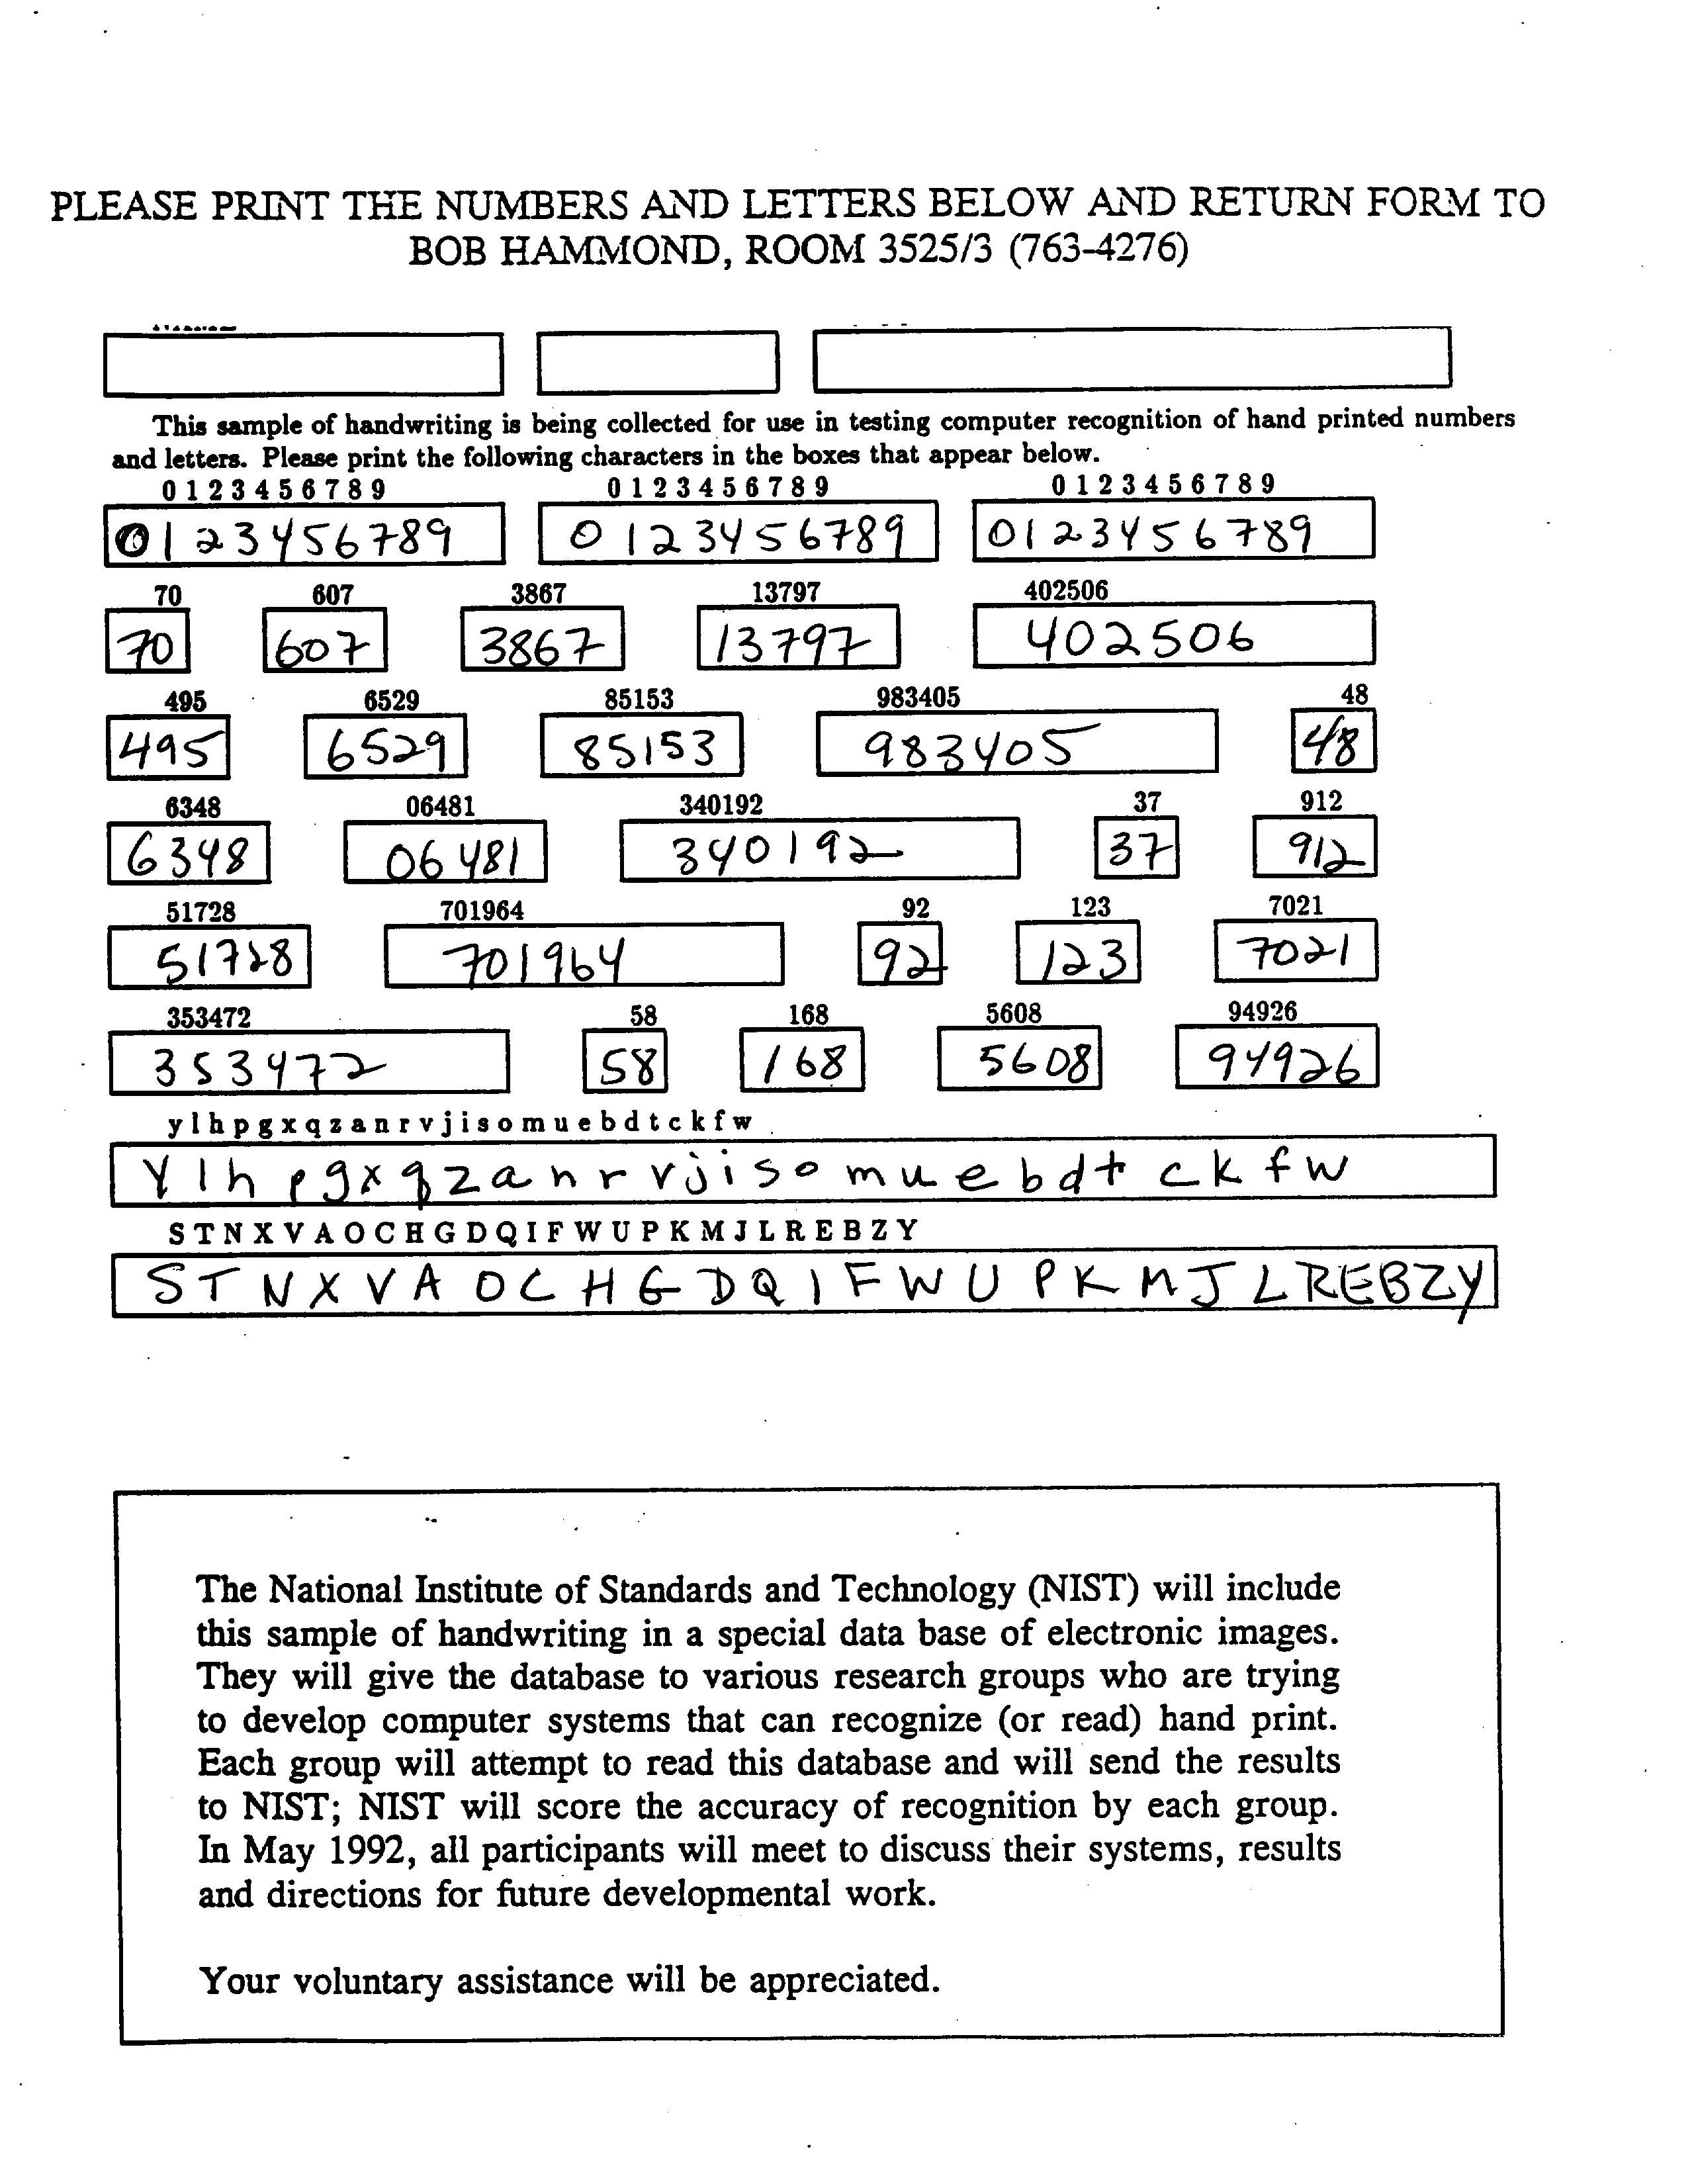 PLEASE PRINT THE NUMBERS AND LETTERS BELOW AND RETURN FORM TO
BOB HAMMOND, ROOM 3525/3 (763-4276)
This sample of handwriting is being collected for use in testing computer recognition of hand printed numbers
and letters. Please print the following characters in the boxes that appear below.
0 1 2 3 4 5 6 7 8 9 0 1 2 3 4 5 6 7 8 9 0 1 2 3 4 5 6 7 8 9
0123456789 0123456789 0123456789
70 607 3867 13797 402506
70 607 3867 13797 402506
495 6529 85153 983405 48
495 6529 85153 983405 48
6348 06481 340192 37 912
6348 06481 340192 37 912
51728 701964 92 123 7021
51728 701964 92 123 7021
353472 58 168 5608 94926
353472 58 168 5608 94926
y l h p g x q z a n r v j i s o m u e b d t c k f w
y l h p g x q z a n r v j i s o m u e b d t c k f w
S T N X V A O C H G D Q I F W U P K M J L R E B Z Y
S T N X V A O C H G D Q I F W U P K M J L R E B Z Y
The National Institute of Standards and Technology (NIST) will include
this sample of handwriting in a special data base of electronic images.
They will give the database to various research groups who are trying
to develop computer systems that can recognize (or read) hand print.
Each group will attempt to read this database and will send the results
to NIST; NIST will score the accuracy of recognition by each group.
In May 1992, all participants will meet to discuss their systems, results
and directions for future developmental work.
Your voluntary assistance will be appreciated.